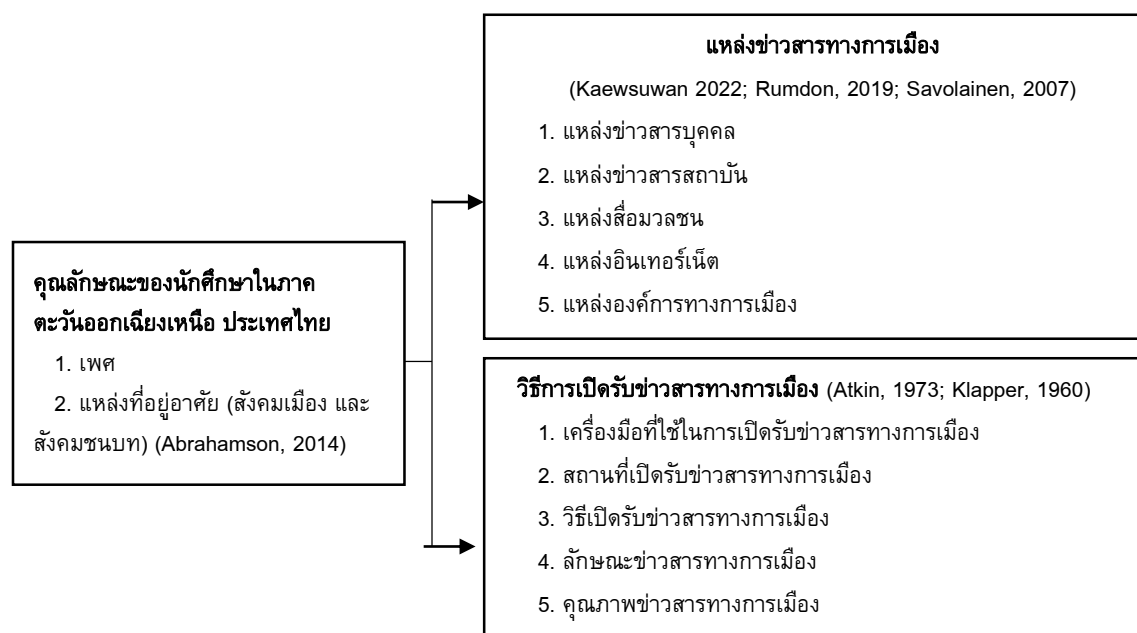 แหล่งข่าวสารทางการเมือง
(Kaewsuwan 2022; Rumdon, 2019; Savolainen, 2007)
1. แหล่งข่าวสารบุคคล
2. แหล่งข่าวสารสถาบัน
3. แหล่งสื่อมวลชน
4. แหล่งอินเทอร์เน็ต
5. แหล่งองค์การทางการเมือง
คุณลักษณะของนักศึกษาในภาค
ตะวันออกเฉียงเหนือ ประเทศไทย
1. เพศ
2. แหล่งที่อยู่อาศัย (สังคมเมือง และ
สังคมชนบท) (Abrahamson, 2014)
วิธีการเปิดรับข่าวสารทางการเมือง (Atkin, 1973; Klapper, 1960)
1. เครื่องมือที่ใช้ในการเปิดรับข่าวสารทางการเมือง
2. สถานที่เปิดรับข่าวสารทางการเมือง
3. วิธีเปิดรับข่าวสารทางการเมือง
4. ลักษณะข่าวสารทางการเมือง
5. คุณภาพข่าวสารทางการเมือง